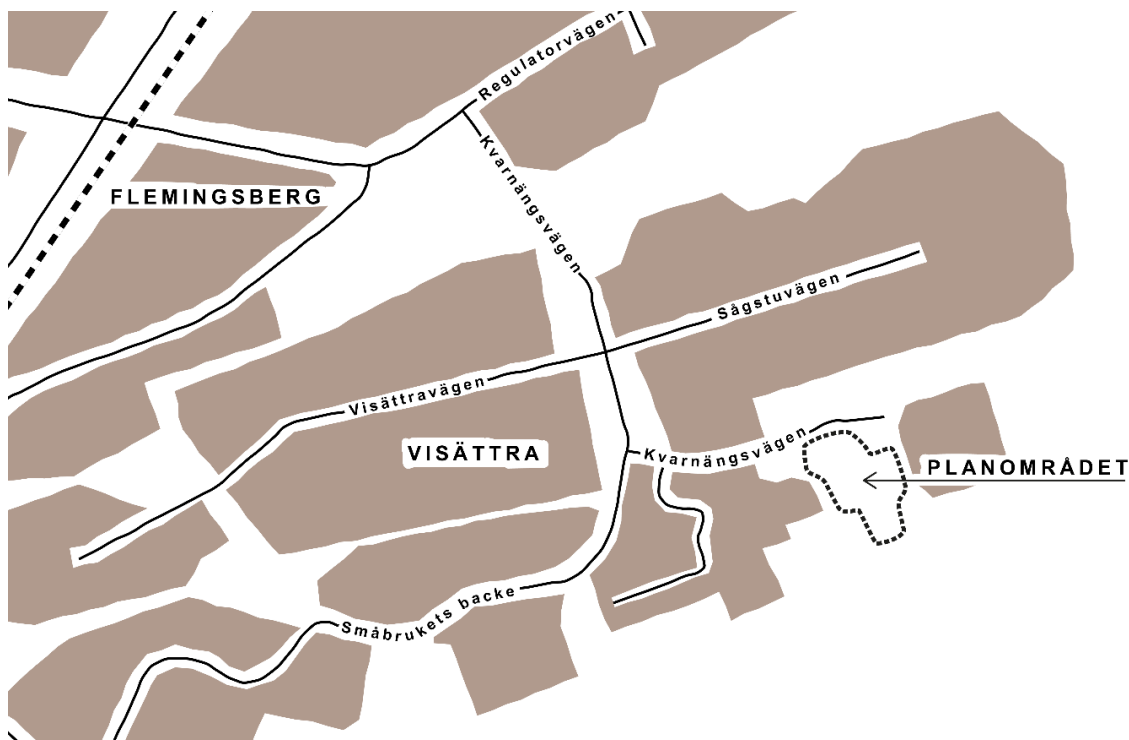 Regulatorvägen
Kvarnängsvägen
FLEMINGSBERG
Sågstuvägen
Visättravägen
VISÄTTRA
Kvarnängsvägen
PLANOMRÅDET
Småbrukets backe